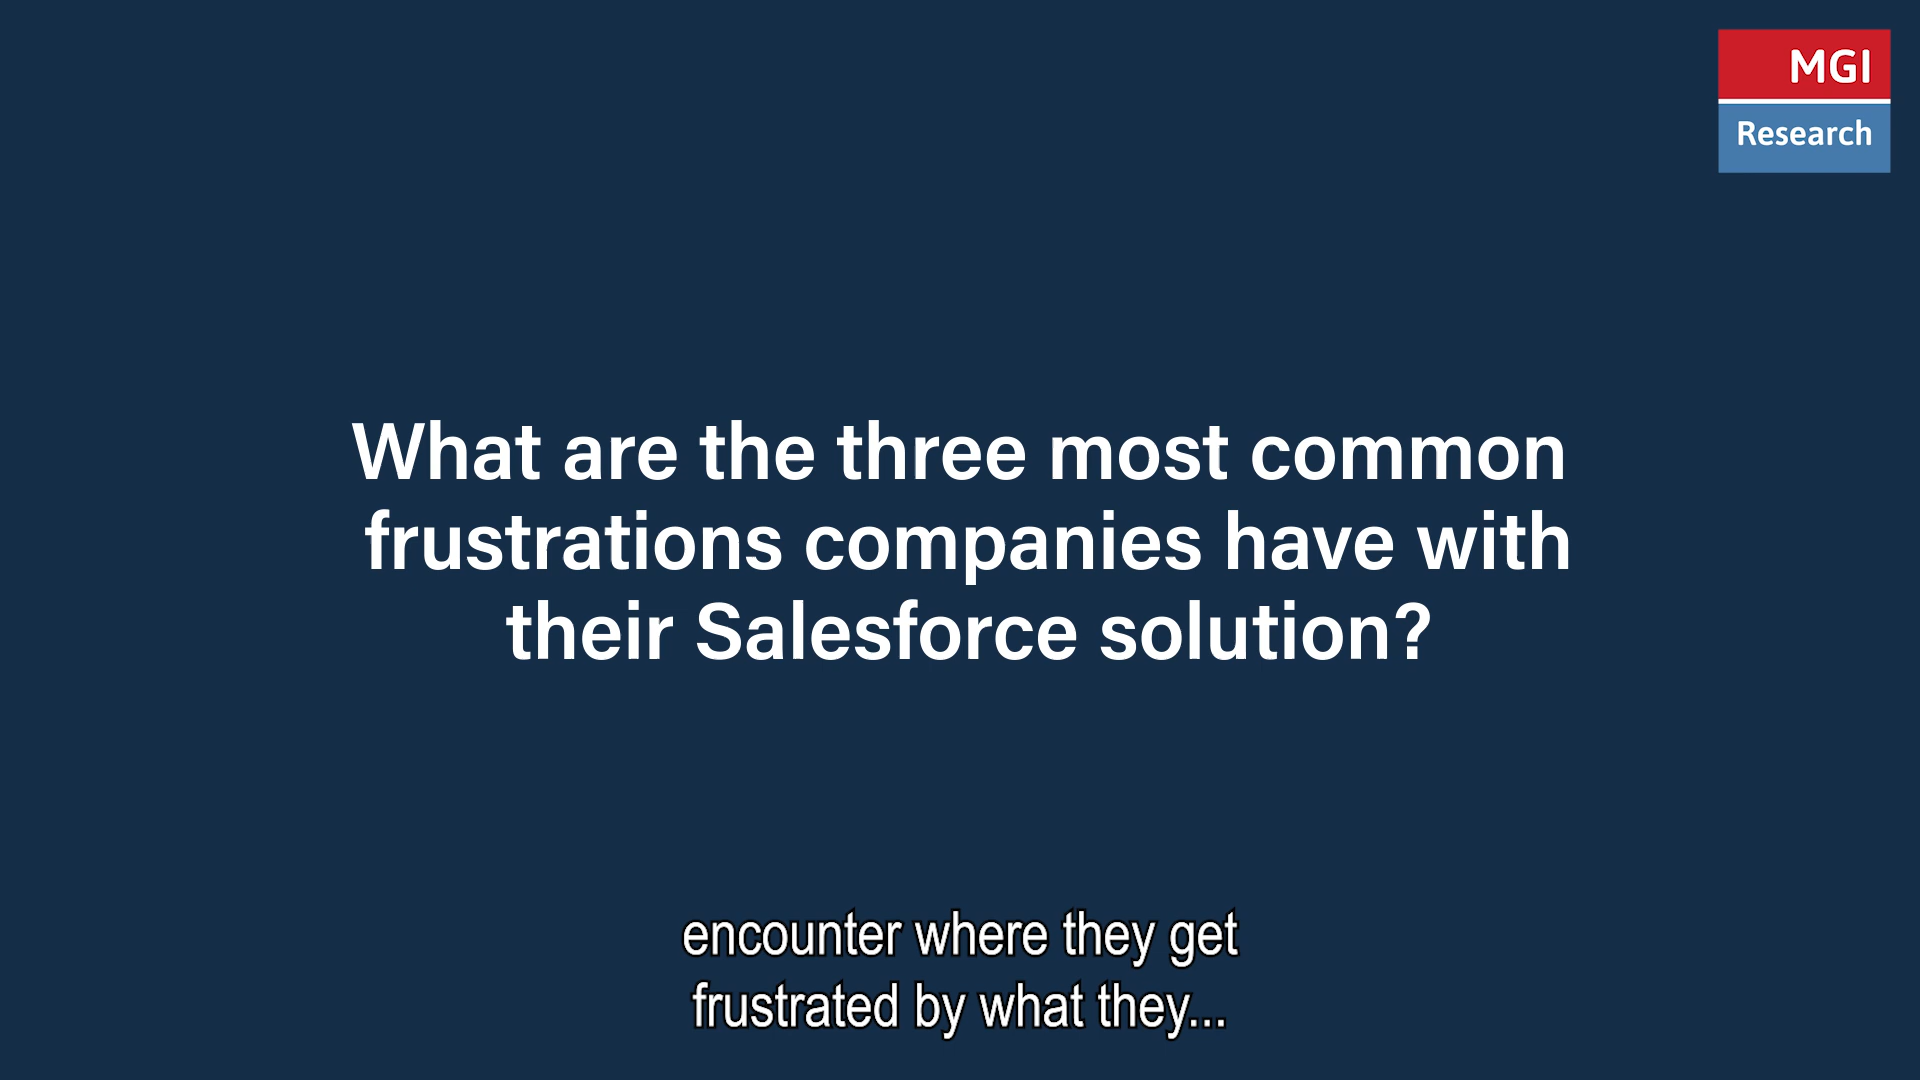 MGI
Research
What are the three most common
frustrations companies have with
their Salesforce solution?
encounter where they get
frustrated by what they...